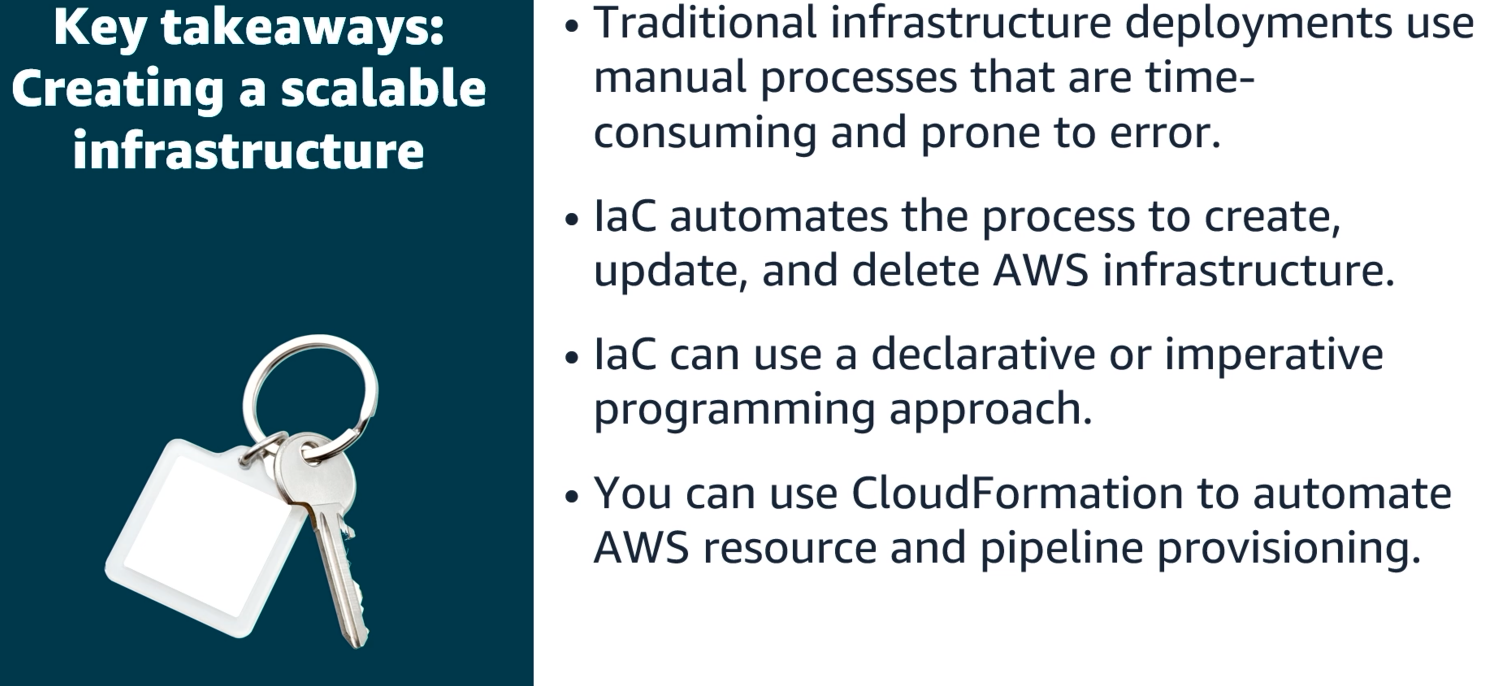 Key takeaways:
Creating a scalable
infrastructure
• Traditional infrastructure deployments use
manual processes that are time-
consuming and prone to error.
• IaC automates the process to create,
update, and delete AWS infrastructure.
• IaC can use a declarative or imperative
programming approach.
• You can use CloudFormation to automate
AWS resource and pipeline provisioning.